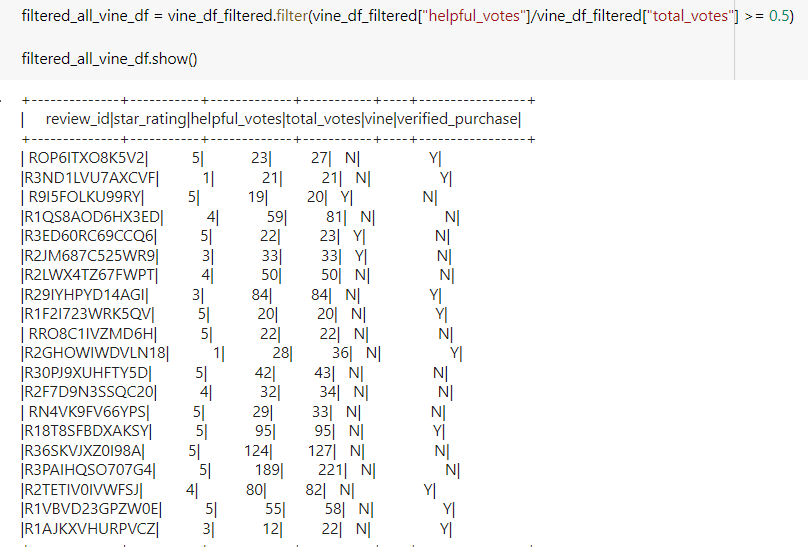 filtered_all_vine_df = vine_df_filtered.filter(vine_df_filtered["helpful_votes"]/vine_df_filtered["total_votes"] >= 0.5)
filtered_all_vine_df.show()
+--------------+-----------+-------------+-----------+----+-----------------+
| review_id|star_rating|helpful_votes|total_votes|vine|verified_purchase|
+--------------+-----------+-------------+-----------+----+-----------------+
| ROP6ITXO8K5V2| 5| 23| 27| N| Y|
|R3ND1LVU7AXCVF| 1| 21| 21| N| Y|
| R9I5FOLKU99RY| 5| 19| 20| Y| N|
|R1QS8AOD6HX3ED| 4| 59| 81| N| N|
|R3ED60RC69CCQ6| 5| 22| 23| Y| N|
|R2JM687C525WR9| 3| 33| 33| Y| N|
|R2LWX4TZ67FWPT| 4| 50| 50| N| N|
|R29IYHPYD14AGI| 3| 84| 84| N| Y|
|R1F2I723WRK5QV| 5| 20| 20| N| Y|
| RRO8C1IVZMD6H| 5| 22| 22| N| N|
|R2GHOWIWDVLN18| 1| 28| 36| N| Y|
|R30PJ9XUHFTY5D| 5| 42| 43| N| N|
|R2F7D9N3SSQC20| 4| 32| 34| N| N|
| RN4VK9FV66YPS| 5| 29| 33| N| N|
|R18T8SFBDXAKSY| 5| 95| 95| N| Y|
|R36SKVJXZ0I98A| 5| 124| 127| N| N|
|R3PAIHQSO707G4| 5| 189| 221| N| N|
|R2TETIV0IVWFSJ| 4| 80| 82| N| Y|
|R1VBVD23GPZW0E| 5| 55| 58| N| Y|
|R1AJKXVHURPVCZ| 3| 12| 22| N| Y|